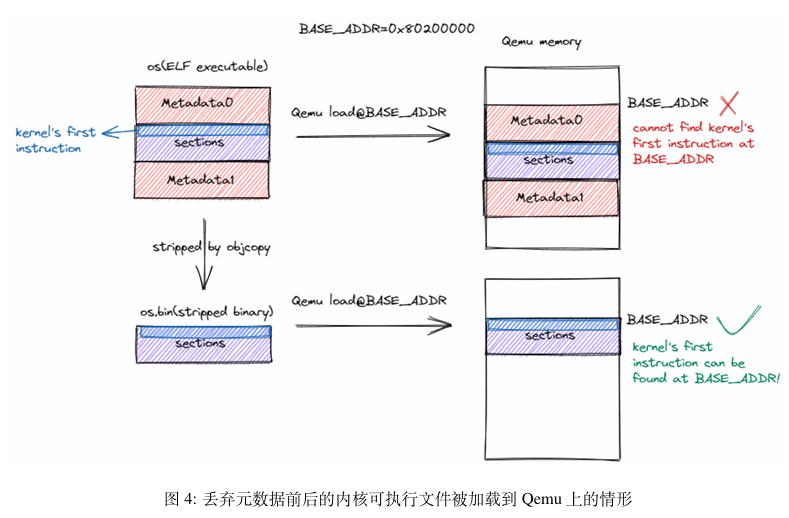 BASE_ADDR=0x80200000
Qemu memory
os(ELF executable)
Metadata0
kernel's first
instruction
sections
Metadata1
Qemu load@BASE_ADDR
Metadata0
sections
Metadata1
BASE_ADDR
cannot find kernel's
first instruction at
BASE_ADDR
stripped by objcopy
os.bin(stripped binary)
sections
Qemu load@BASE_ADDR
sections
BASE_ADDR
kernel's first
instruction can be
found at BASE_ADDR!
图 4: 丢弃元数据前后的内核可执行文件被加载到 Qemu 上的情形